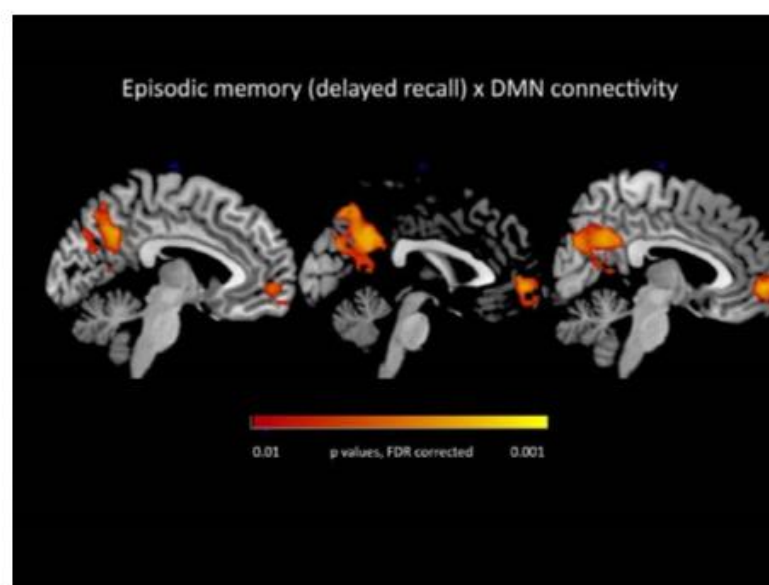 Episodic memory (delayed recall) x DMN connectivity
0.01 p values, FDR corrected 0.001